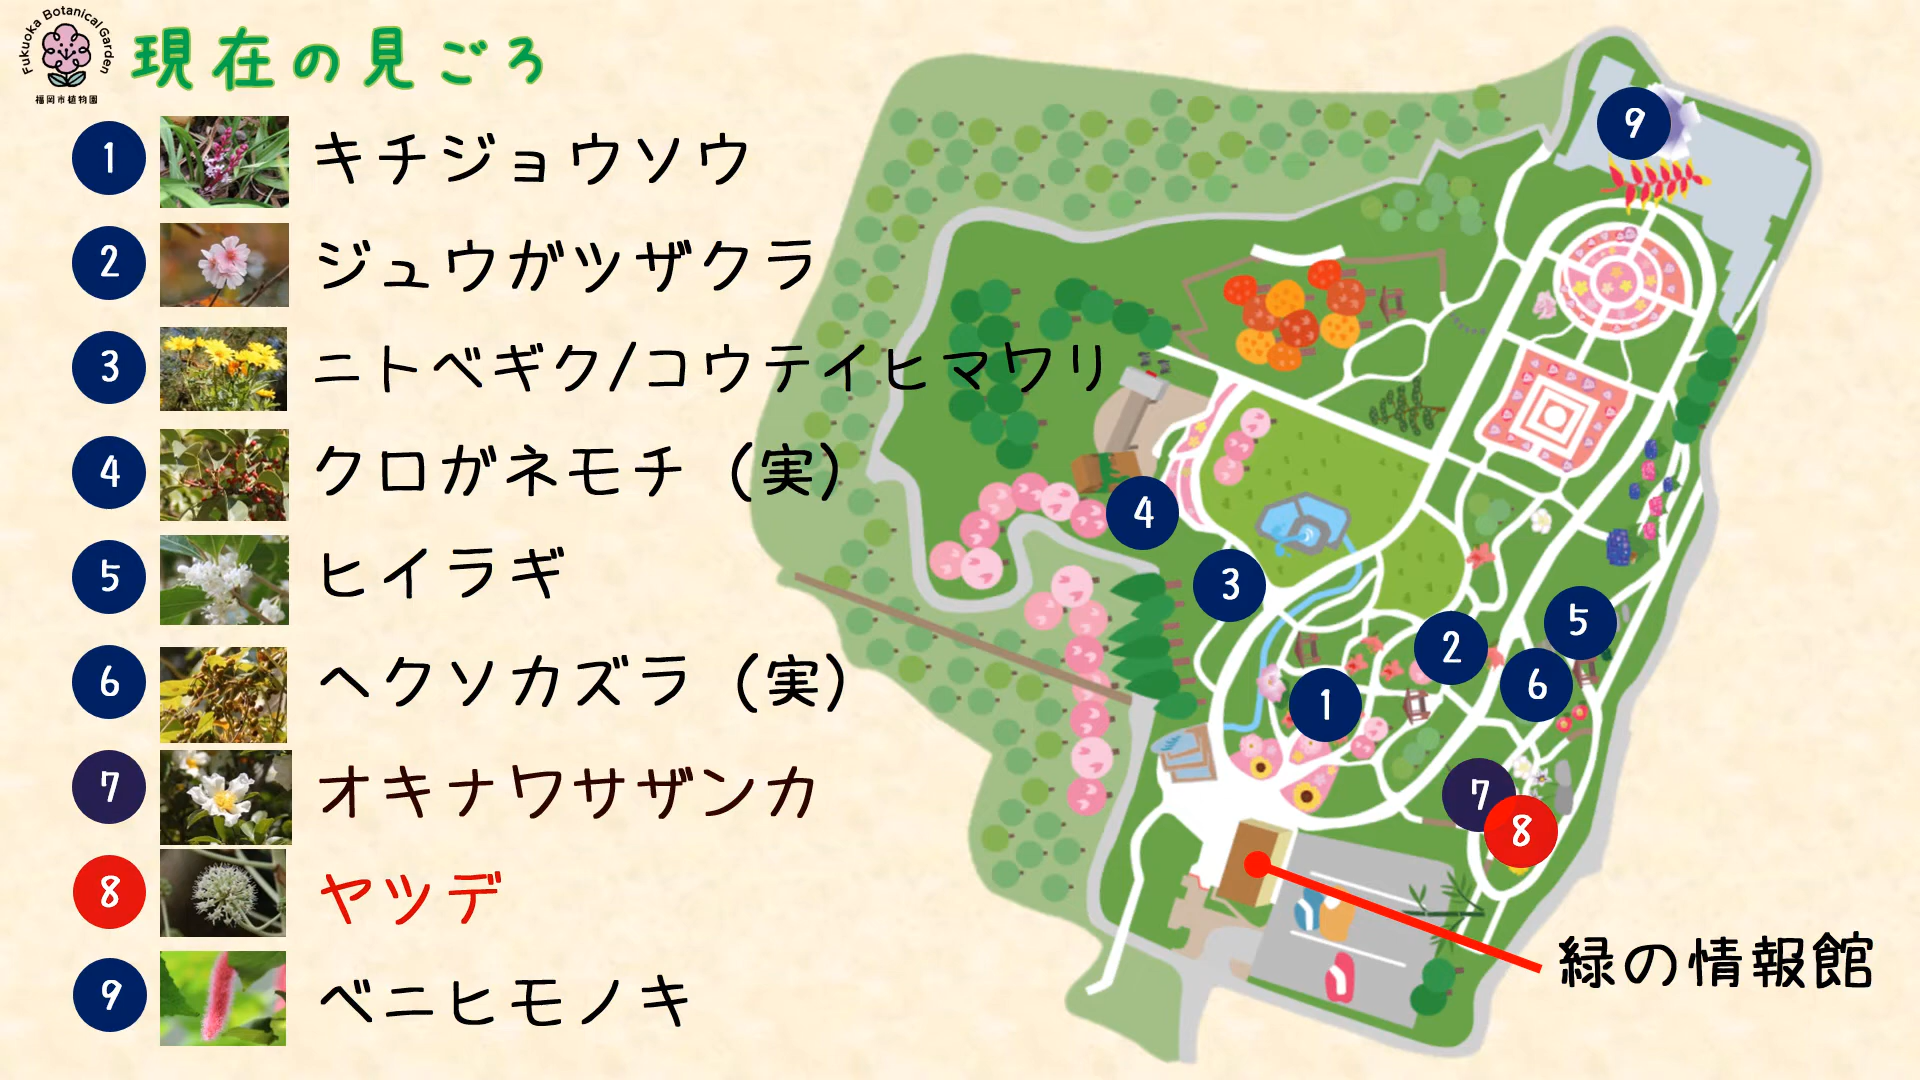 Fukuoka Botanical Garden
福岡市植物園
現在の見ごろ
1 キチジョウソウ
2 ジュウガツザクラ
3 ニトベギク/コウテイヒマワリ
4 クロガネモチ（実）
5 ヒイラギ
6 ヘクソカズラ（実）
7 オキナワサザンカ
8 ヤツデ
9 ベニヒモノキ
9
4
3
5
2
6
1
7
8
緑の情報館